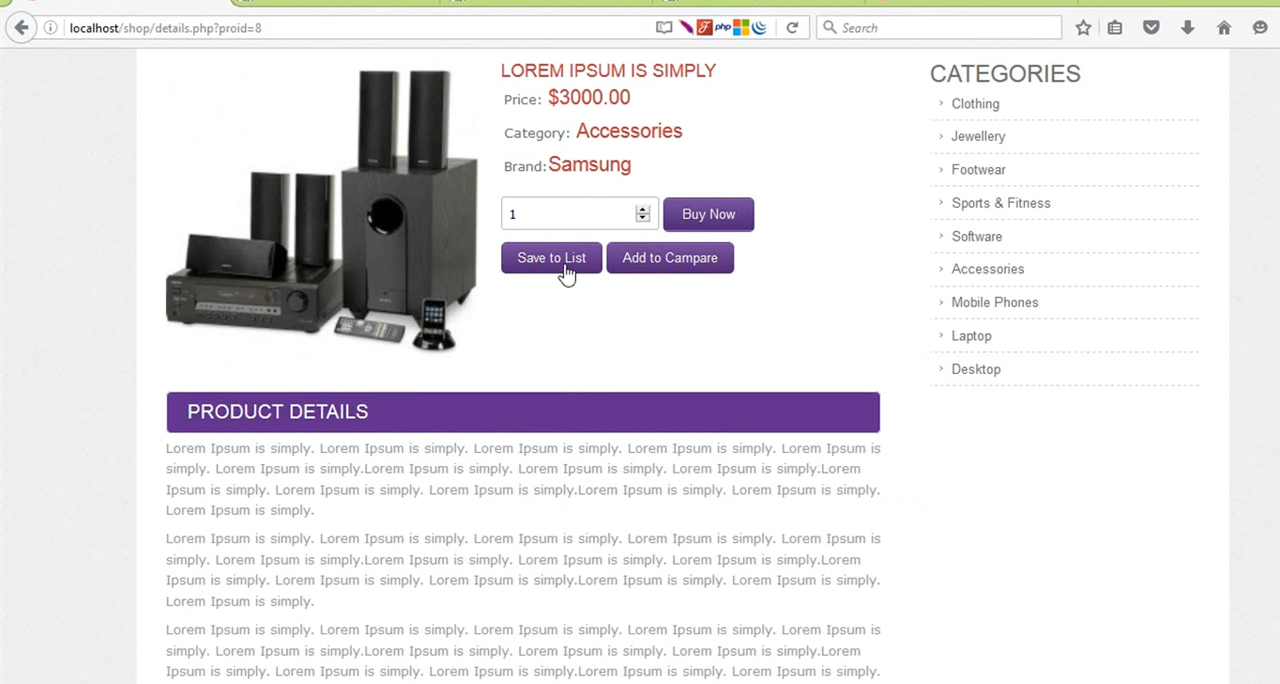 localhost/shop/details.php?proid=8
php
Search
LOREM IPSUM IS SIMPLY
Price: $3000.00
Category: Accessories
Brand:Samsung
1
Buy Now
Save to List
Add to Campare
CATEGORIES
Clothing
Jewellery
Footwear
Sports & Fitness
Software
Accessories
Mobile Phones
Laptop
Desktop
PRODUCT DETAILS
Lorem Ipsum is simply. Lorem Ipsum is simply. Lorem Ipsum is simply. Lorem Ipsum is simply. Lorem Ipsum is
simply. Lorem Ipsum is simply.Lorem Ipsum is simply. Lorem Ipsum is simply. Lorem Ipsum is simply.Lorem
Ipsum is simply. Lorem Ipsum is simply. Lorem Ipsum is simply.Lorem Ipsum is simply. Lorem Ipsum is simply.
Lorem Ipsum is simply.
Lorem Ipsum is simply. Lorem Ipsum is simply. Lorem Ipsum is simply. Lorem Ipsum is simply. Lorem Ipsum is
simply. Lorem Ipsum is simply.Lorem Ipsum is simply. Lorem Ipsum is simply. Lorem Ipsum is simply.Lorem
Ipsum is simply. Lorem Ipsum is simply. Lorem Ipsum is simply.Lorem Ipsum is simply. Lorem Ipsum is simply.
Lorem Ipsum is simply.
Lorem Ipsum is simply. Lorem Ipsum is simply. Lorem Ipsum is simply. Lorem Ipsum is simply. Lorem Ipsum is
simply. Lorem Ipsum is simply.Lorem Ipsum is simply. Lorem Ipsum is simply. Lorem Ipsum is simply.Lorem
Ipsum is simply. Lorem Ipsum is simply. Lorem Ipsum is simply.Lorem Ipsum is simply. Lorem Ipsum is simply.